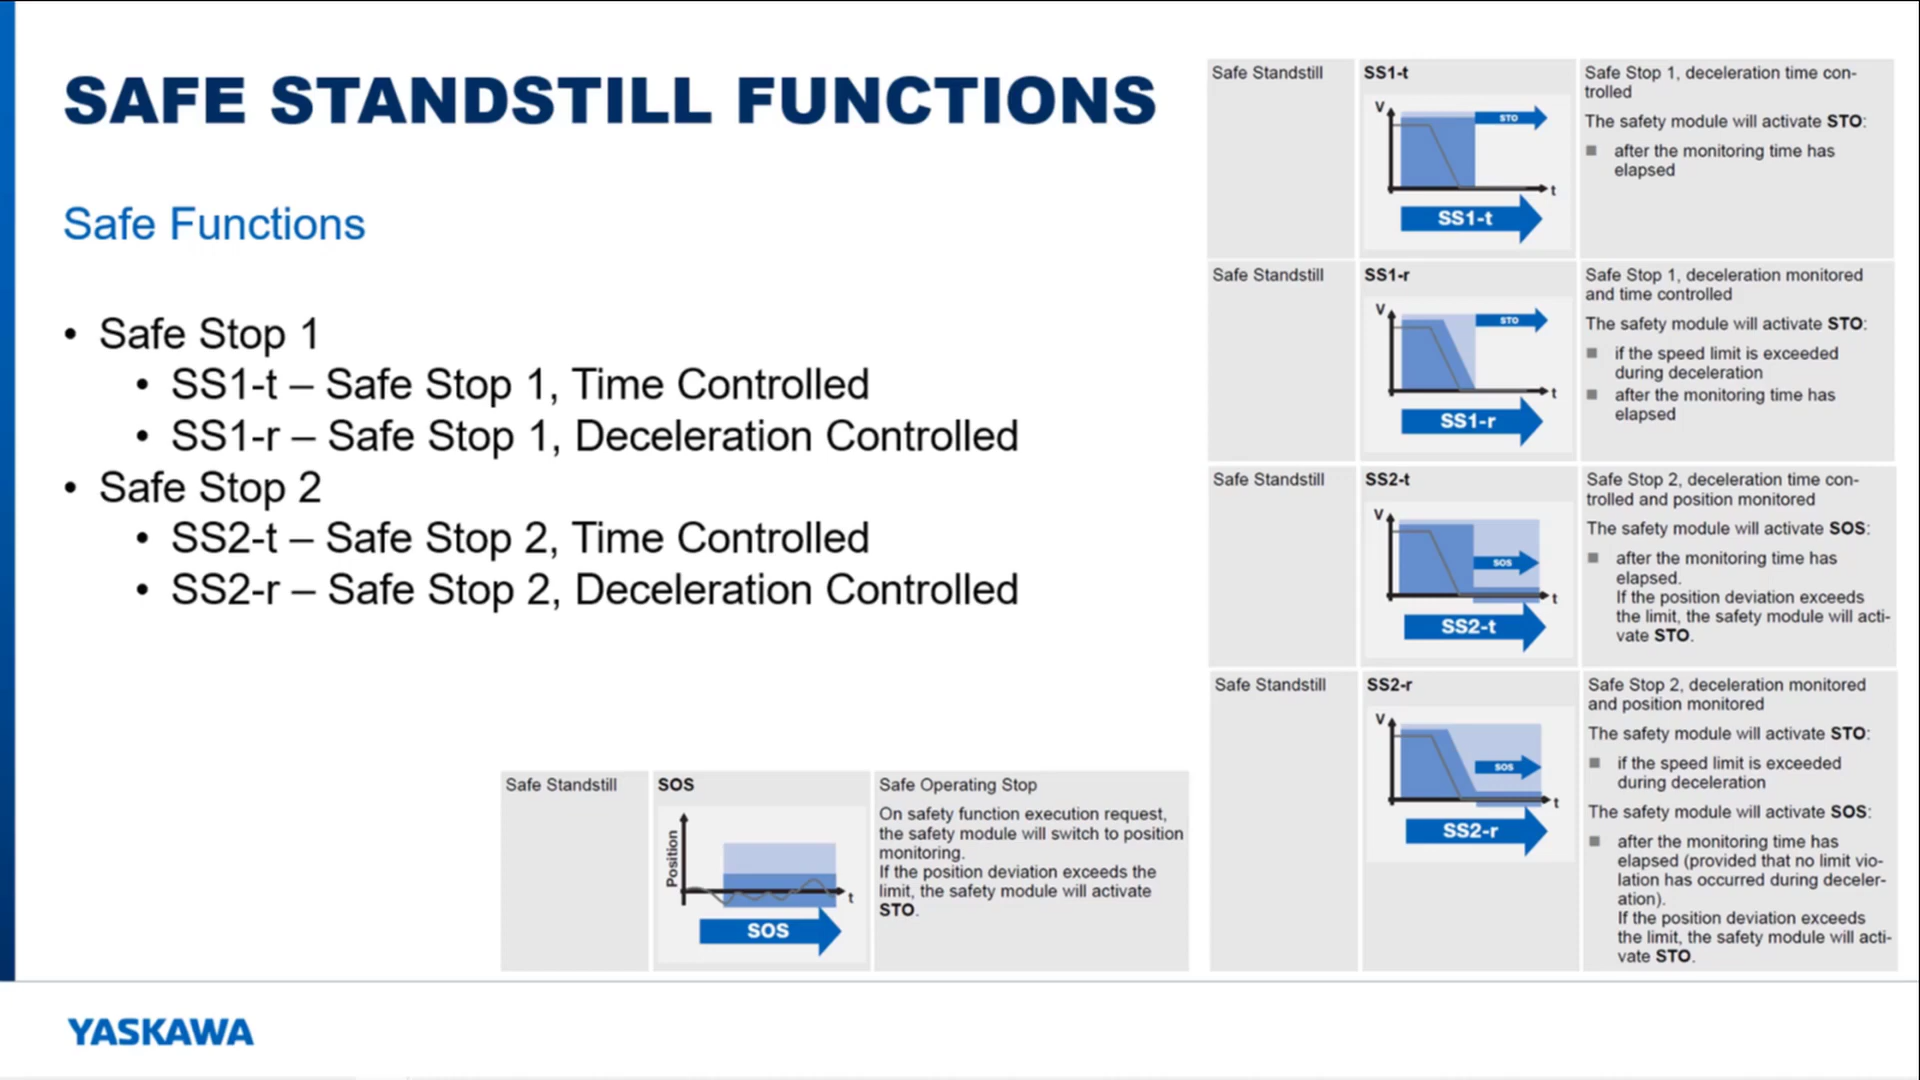 SAFE STANDSTILL FUNCTIONS
Safe Functions
• Safe Stop 1
• SS1-t – Safe Stop 1, Time Controlled
• SS1-r – Safe Stop 1, Deceleration Controlled
• Safe Stop 2
• SS2-t – Safe Stop 2, Time Controlled
• SS2-r – Safe Stop 2, Deceleration Controlled
Safe Standstill
SOS
Position
t
SOS
Safe Operating Stop
On safety function execution request,
the safety module will switch to position
monitoring.
If the position deviation exceeds the
limit, the safety module will activate
STO.
Safe Standstill
SS1-t
V
STO
t
SS1-t
Safe Stop 1, deceleration time con-
trolled
The safety module will activate STO:
after the monitoring time has
elapsed
Safe Standstill
SS1-r
V
STO
t
SS1-r
Safe Stop 1, deceleration monitored
and time controlled
The safety module will activate STO:
if the speed limit is exceeded
during deceleration
after the monitoring time has
elapsed
Safe Standstill
SS2-t
V
SOS
t
SS2-t
Safe Stop 2, deceleration time con-
trolled and position monitored
The safety module will activate SOS:
after the monitoring time has
elapsed.
If the position deviation exceeds
the limit, the safety module will acti-
vate STO.
Safe Standstill
SS2-r
V
SOS
t
SS2-r
Safe Stop 2, deceleration monitored
and position monitored
The safety module will activate STO:
if the speed limit is exceeded
during deceleration
The safety module will activate SOS:
after the monitoring time has
elapsed (provided that no limit vio-
lation has occurred during deceler-
ation).
If the position deviation exceeds
the limit, the safety module will acti-
vate STO.
YASKAWA